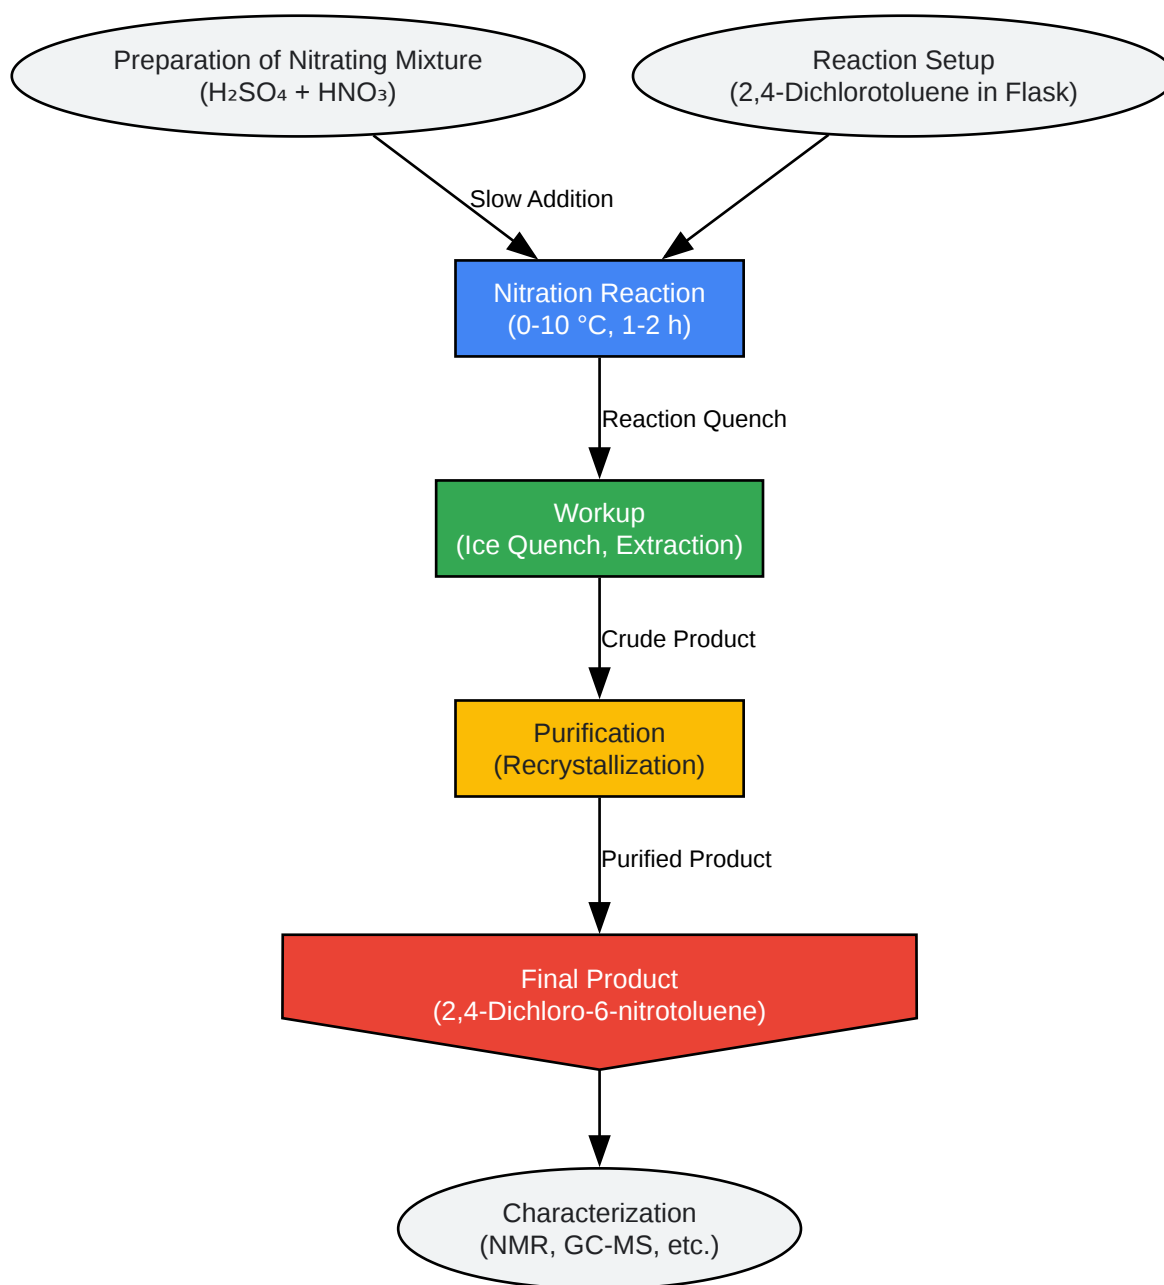 Preparation of Nitrating Mixture
(H₂SO₄ + HNO₃)
Reaction Setup
(2,4-Dichlorotoluene in Flask)
Slow Addition
Nitration Reaction
(0-10 °C, 1-2 h)
Reaction Quench
Workup
(Ice Quench, Extraction)
Crude Product
Purification
(Recrystallization)
Purified Product
Final Product
(2,4-Dichloro-6-nitrotoluene)
Characterization
(NMR, GC-MS, etc.)